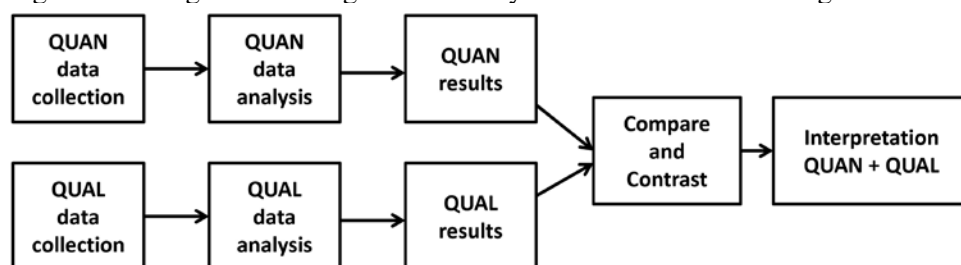 QUAN
data
collection
QUAN
data
analysis
QUAN
results
Compare
and
Contrast
Interpretation
QUAN + QUAL
QUAL
data
collection
QUAL
data
analysis
QUAL
results